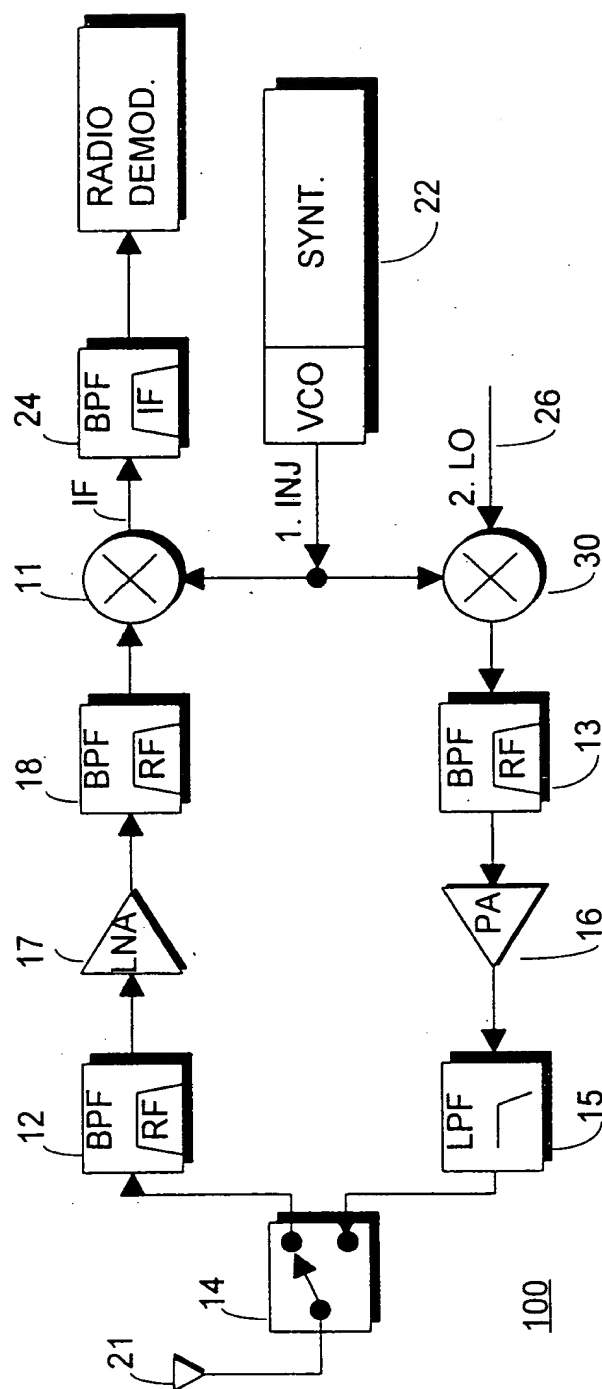 21
14
12
BPF
RF
17
LNA
18
BPF
RF
11
IF
24
BPF
IF
RADIO
DEMOD.
1. INJ
VCO
SYNT.
22
2. LO
26
30
BPF
RF
13
PA
16
LPF
15
100